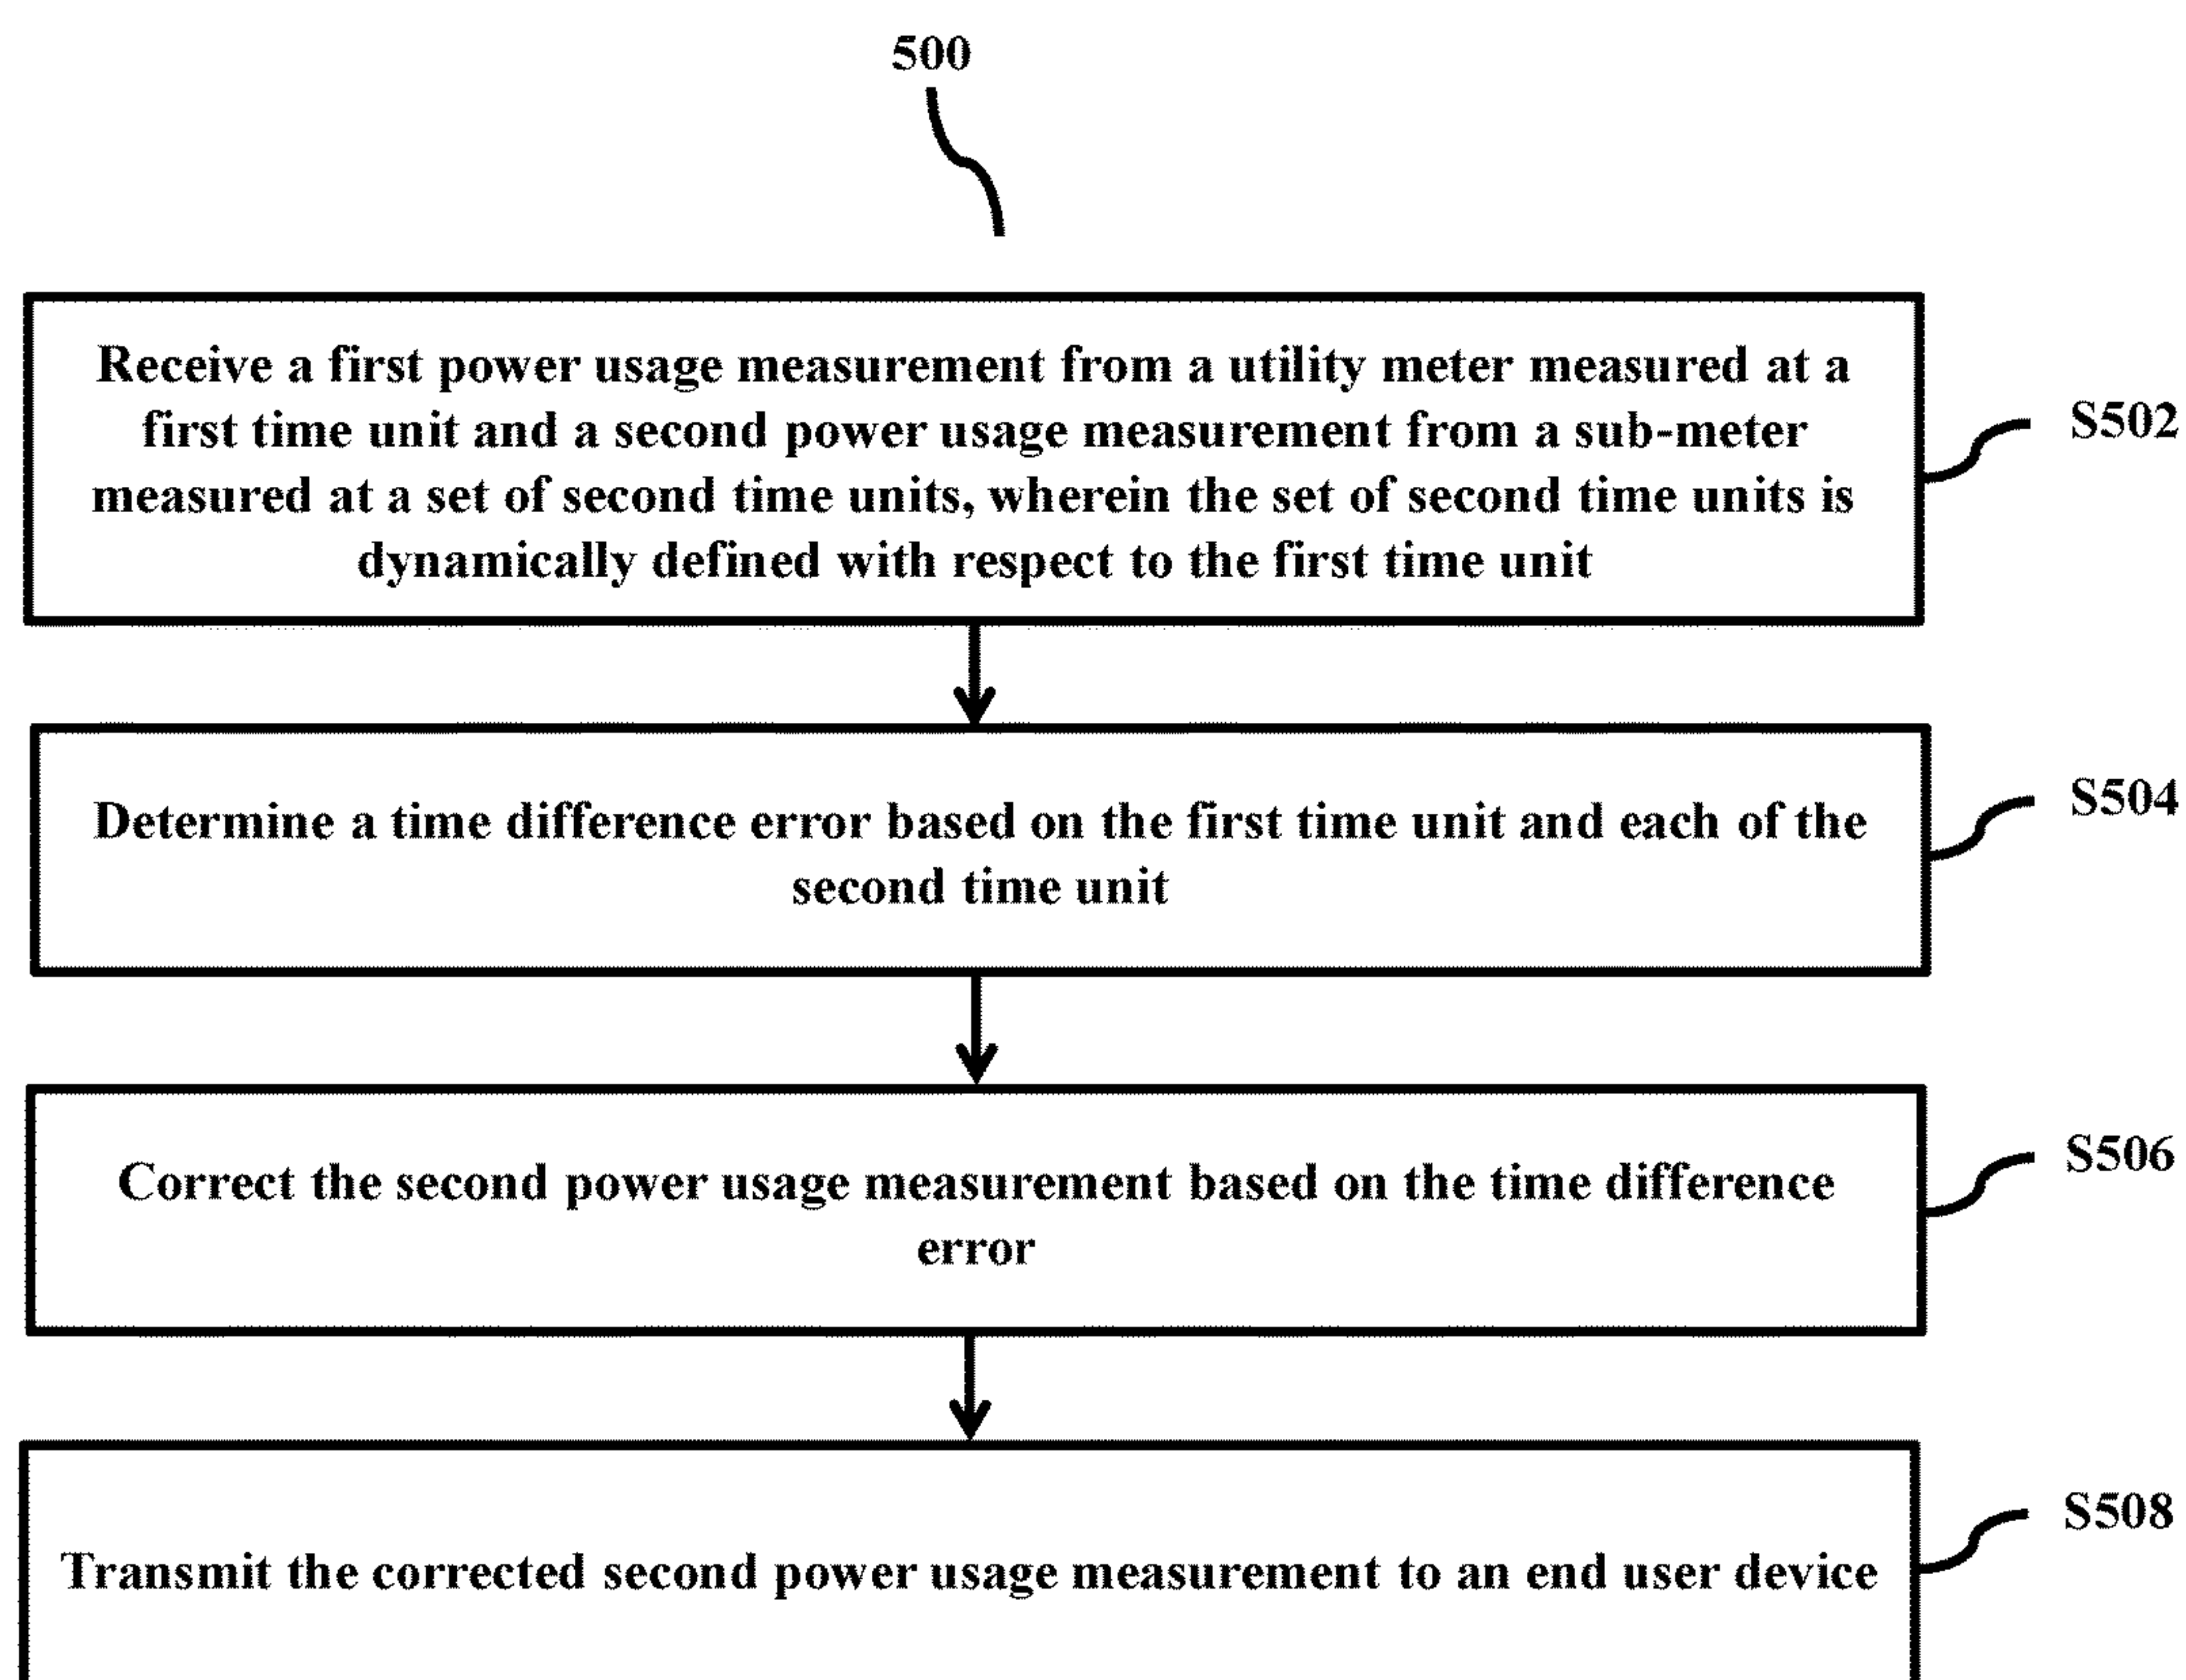 500
Receive a first power usage measurement from a utility meter measured at a
first time unit and a second power usage measurement from a sub-meter
measured at a set of second time units, wherein the set of second time units is
dynamically defined with respect to the first time unit
S502
Determine a time difference error based on the first time unit and each of the
second time unit
S504
Correct the second power usage measurement based on the time difference
error
S506
Transmit the corrected second power usage measurement to an end user device
S508